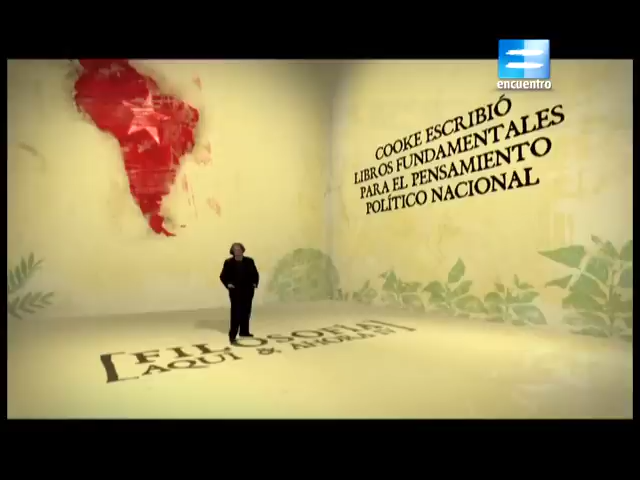 encuentro
COOKE ESCRIBIÓ
LIBROS FUNDAMENTALES
PARA EL PENSAMIENTO
POLÍTICO NACIONAL
[FILOSOFÍA
AQUÍ & AHORA